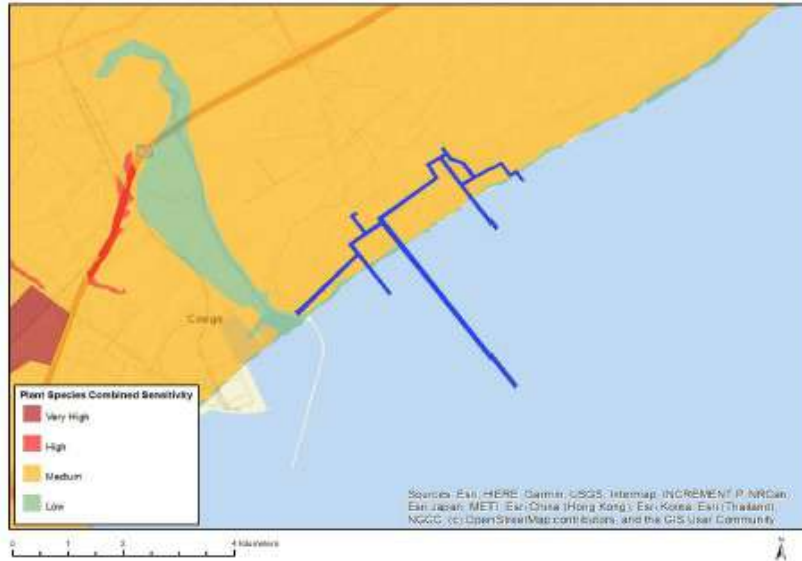 Coega
Plant Species Combined Sensitivity
Very High
High
Medium
Low
Sources: Esri, HERE, Garmin, USGS, Intermap, INCREMENT P, NRCan,
Esri Japan, METI, Esri China (Hong Kong), Esri Korea, Esri (Thailand),
NGCC, (c) OpenStreetMap contributors, and the GIS User Community
0 1 2 4 Kilometers
N